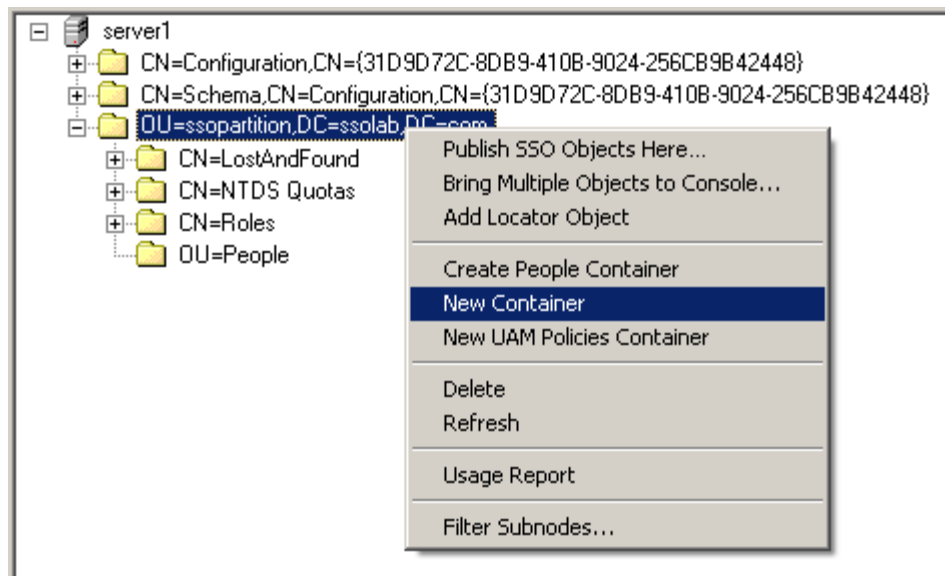 server1
CN=Configuration,CN={31D9D72C-8DB9-410B-9024-256CB9B42448}
CN=Schema,CN=Configuration,CN={31D9D72C-8DB9-410B-9024-256CB9B42448}
OU=ssopartition,DC=ssolab,DC=com
CN=LostAndFound
CN=NTDS Quotas
CN=Roles
OU=People
Publish SSO Objects Here...
Bring Multiple Objects to Console...
Add Locator Object
Create People Container
New Container
New UAM Policies Container
Delete
Refresh
Usage Report
Filter Subnodes...